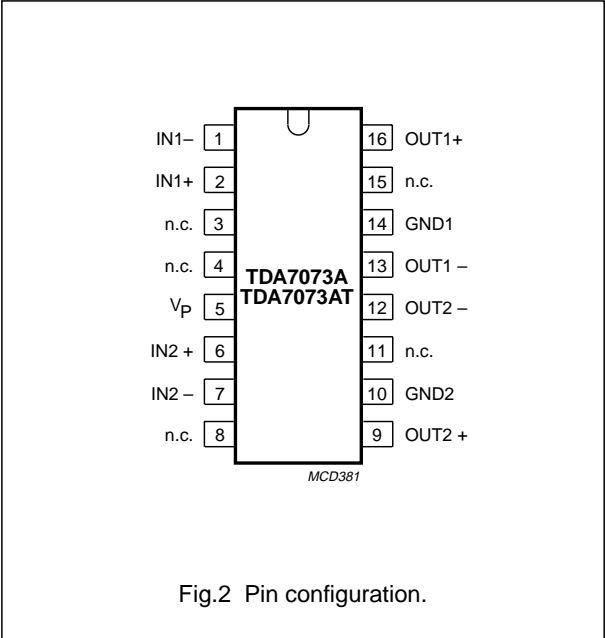 IN1– 1 16 OUT1+
IN1+ 2 15 n.c.
n.c. 3 14 GND1
n.c. 4 13 OUT1 –
TDA7073A
TDA7073AT
VP 5 12 OUT2 –
IN2 + 6 11 n.c.
IN2 – 7 10 GND2
n.c. 8 9 OUT2 +
MCD381
Fig.2 Pin configuration.